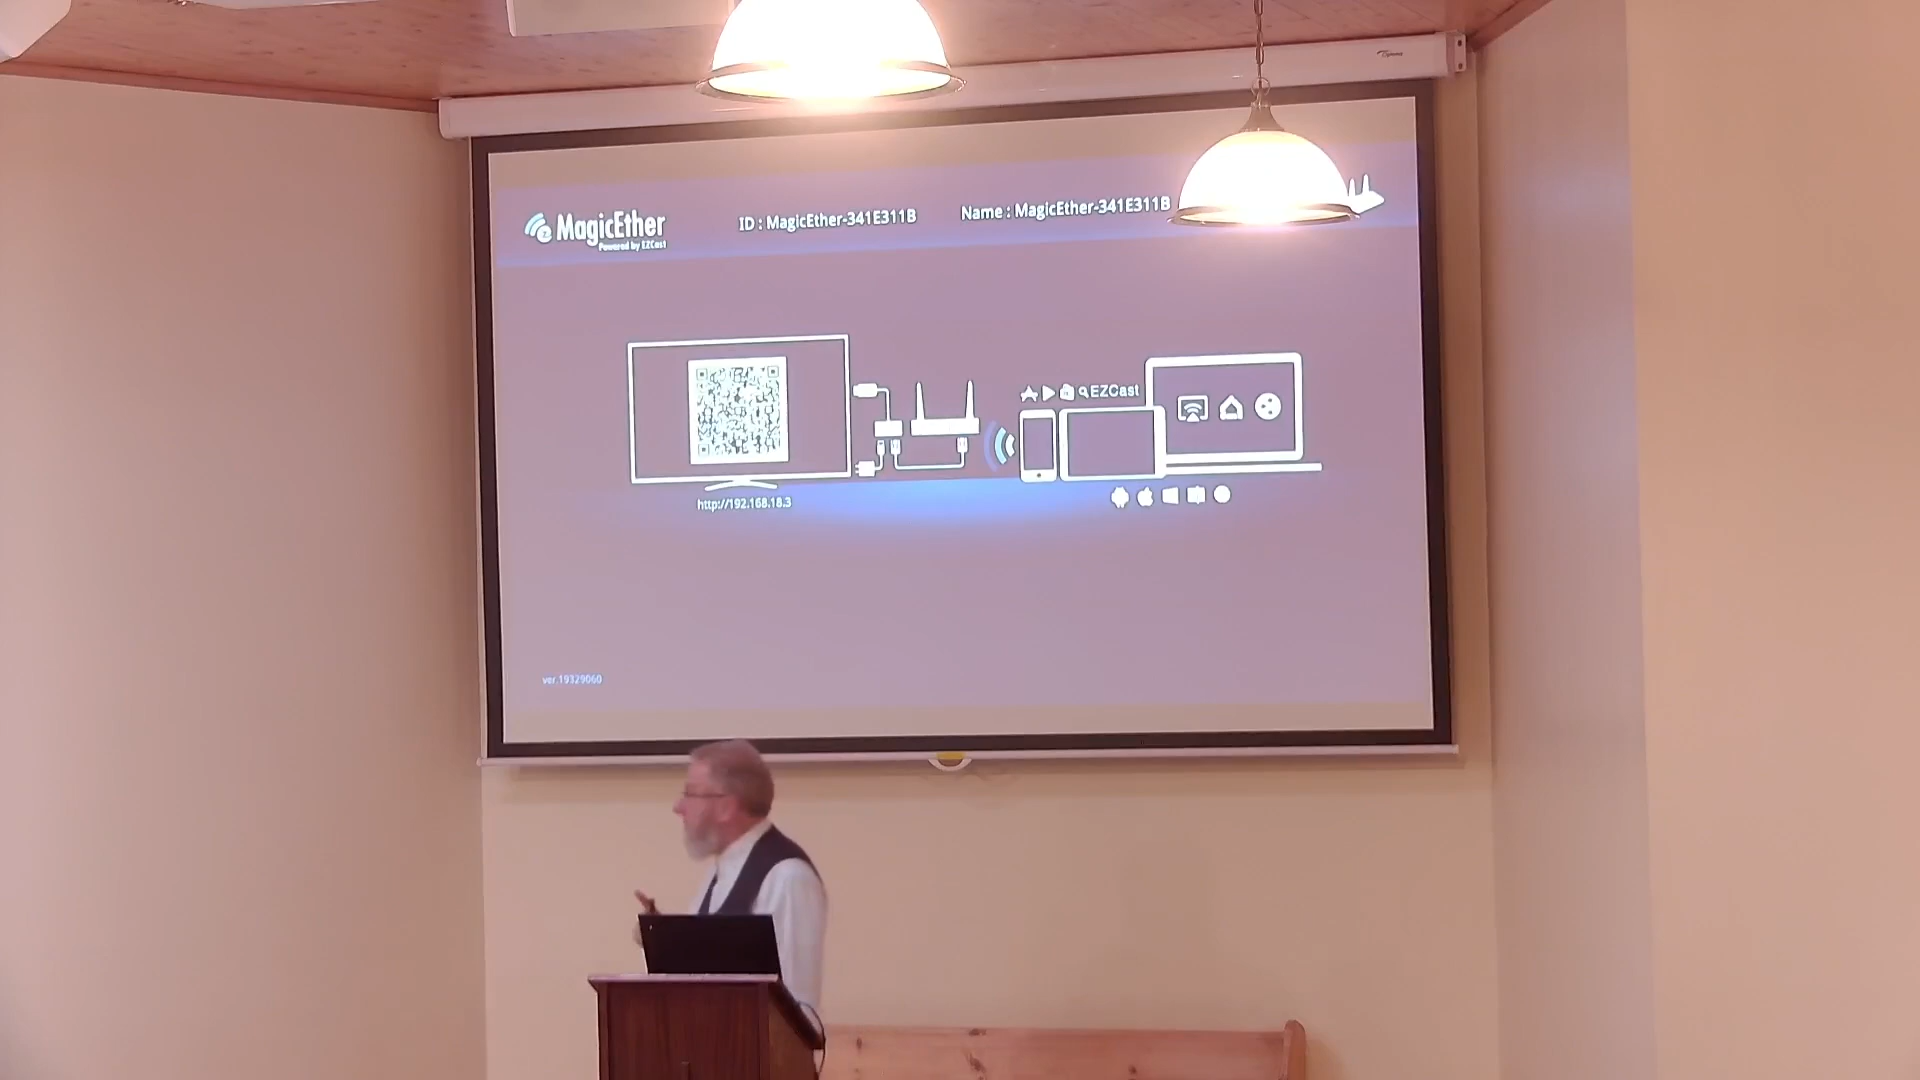 MagicEther
Powered by EZCast
ID : MagicEther-341E311B
Name : MagicEther-341E311B
EZCast
http://192.168.18.3
ver.19329060